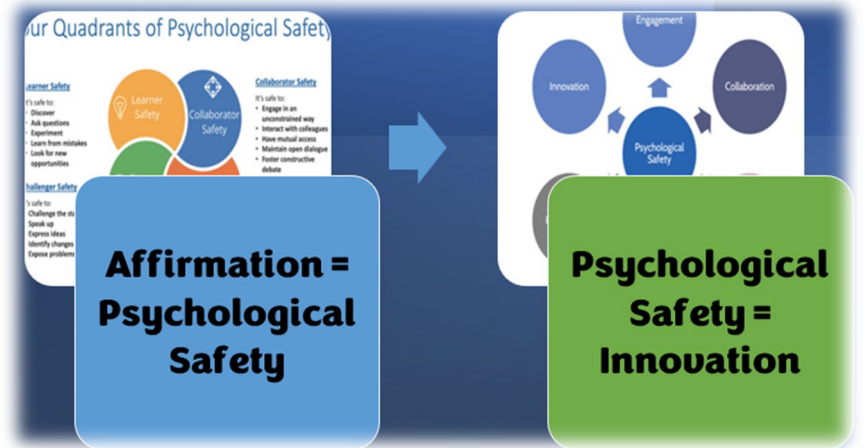 our Quadrants of Psychological Safety
Learner Safety
It's safe to:
Discover
Ask questions
Experiment
Learn from mistakes
Look for new
opportunities
Challenger Safety
It's safe to:
Challenge the
Speak up
Express ideas
Identify changes
Expose problems
Learner
Safety
Collaborator
Safety
Collaborator Safety
It's safe to:
Engage in an
unconstrained way
Interact with colleagues
Have mutual access
Maintain open dialogue
Foster constructive
debate
Affirmation =
Psychological
Safety
Engagement
Innovation
Collaboration
Psychological
Safety
Psychological
Safety =
Innovation